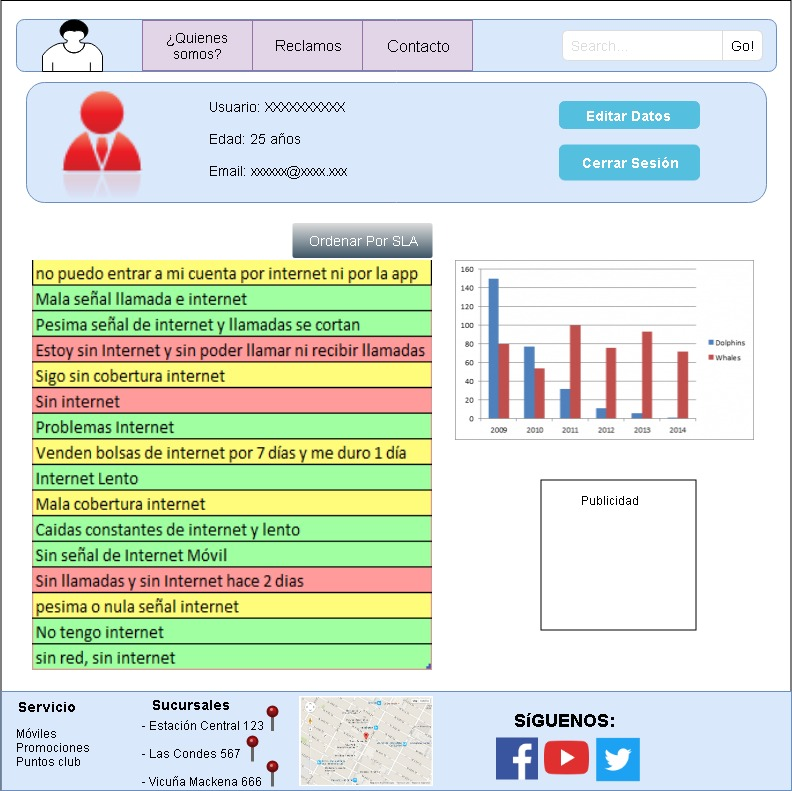 ¿Quienes
somos?
Reclamos
Contacto
Search...
Go!
Usuario: XXXXXXXXXXX
Edad: 25 años
Email: xxxxxx@xxxx.xxx
Editar Datos
Cerrar Sesión
Ordenar Por SLA
no puedo entrar a mi cuenta por internet ni por la app
Mala señal llamada e internet
Pesima señal de internet y llamadas se cortan
Estoy sin Internet y sin poder llamar ni recibir llamadas
Sigo sin cobertura internet
Sin internet
Problemas Internet
Venden bolsas de internet por 7 días y me duro 1 día
Internet Lento
Mala cobertura internet
Caidas constantes de internet y lento
Sin señal de Internet Móvil
Sin llamadas y sin Internet hace 2 dias
pesima o nula señal internet
No tengo internet
sin red, sin internet
160
140
120
100
80
60
40
20
0
2009 2010 2011 2012 2013 2014
Dolphins
Whales
Publicidad
Servicio
Móviles
Promociones
Puntos club
Sucursales
- Estación Central 123
- Las Condes 567
- Vicuña Mackena 666
SíGUENOS: